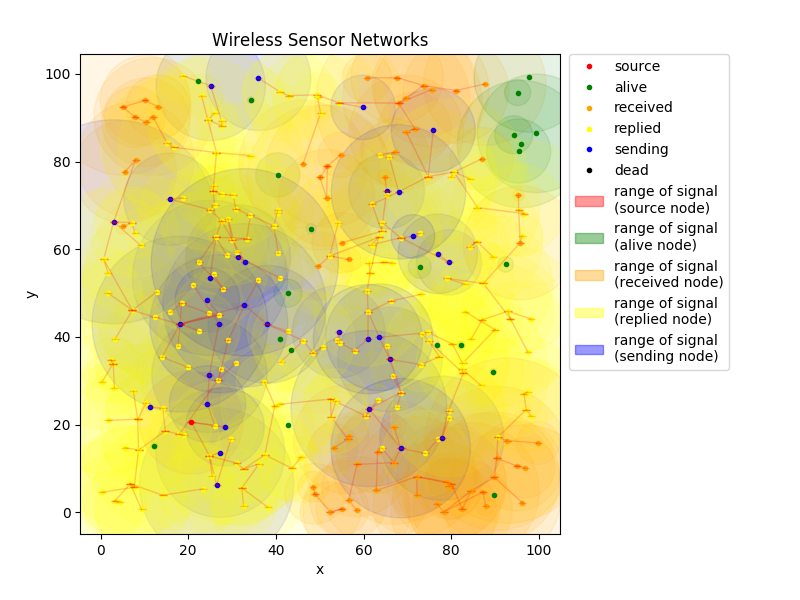 Wireless Sensor Networks
source
alive
received
replied
sending
dead
range of signal
(source node)
range of signal
(alive node)
range of signal
(received node)
range of signal
(replied node)
range of signal
(sending node)
100
80
60
40
20
0
y
0 20 40 60 80 100
x